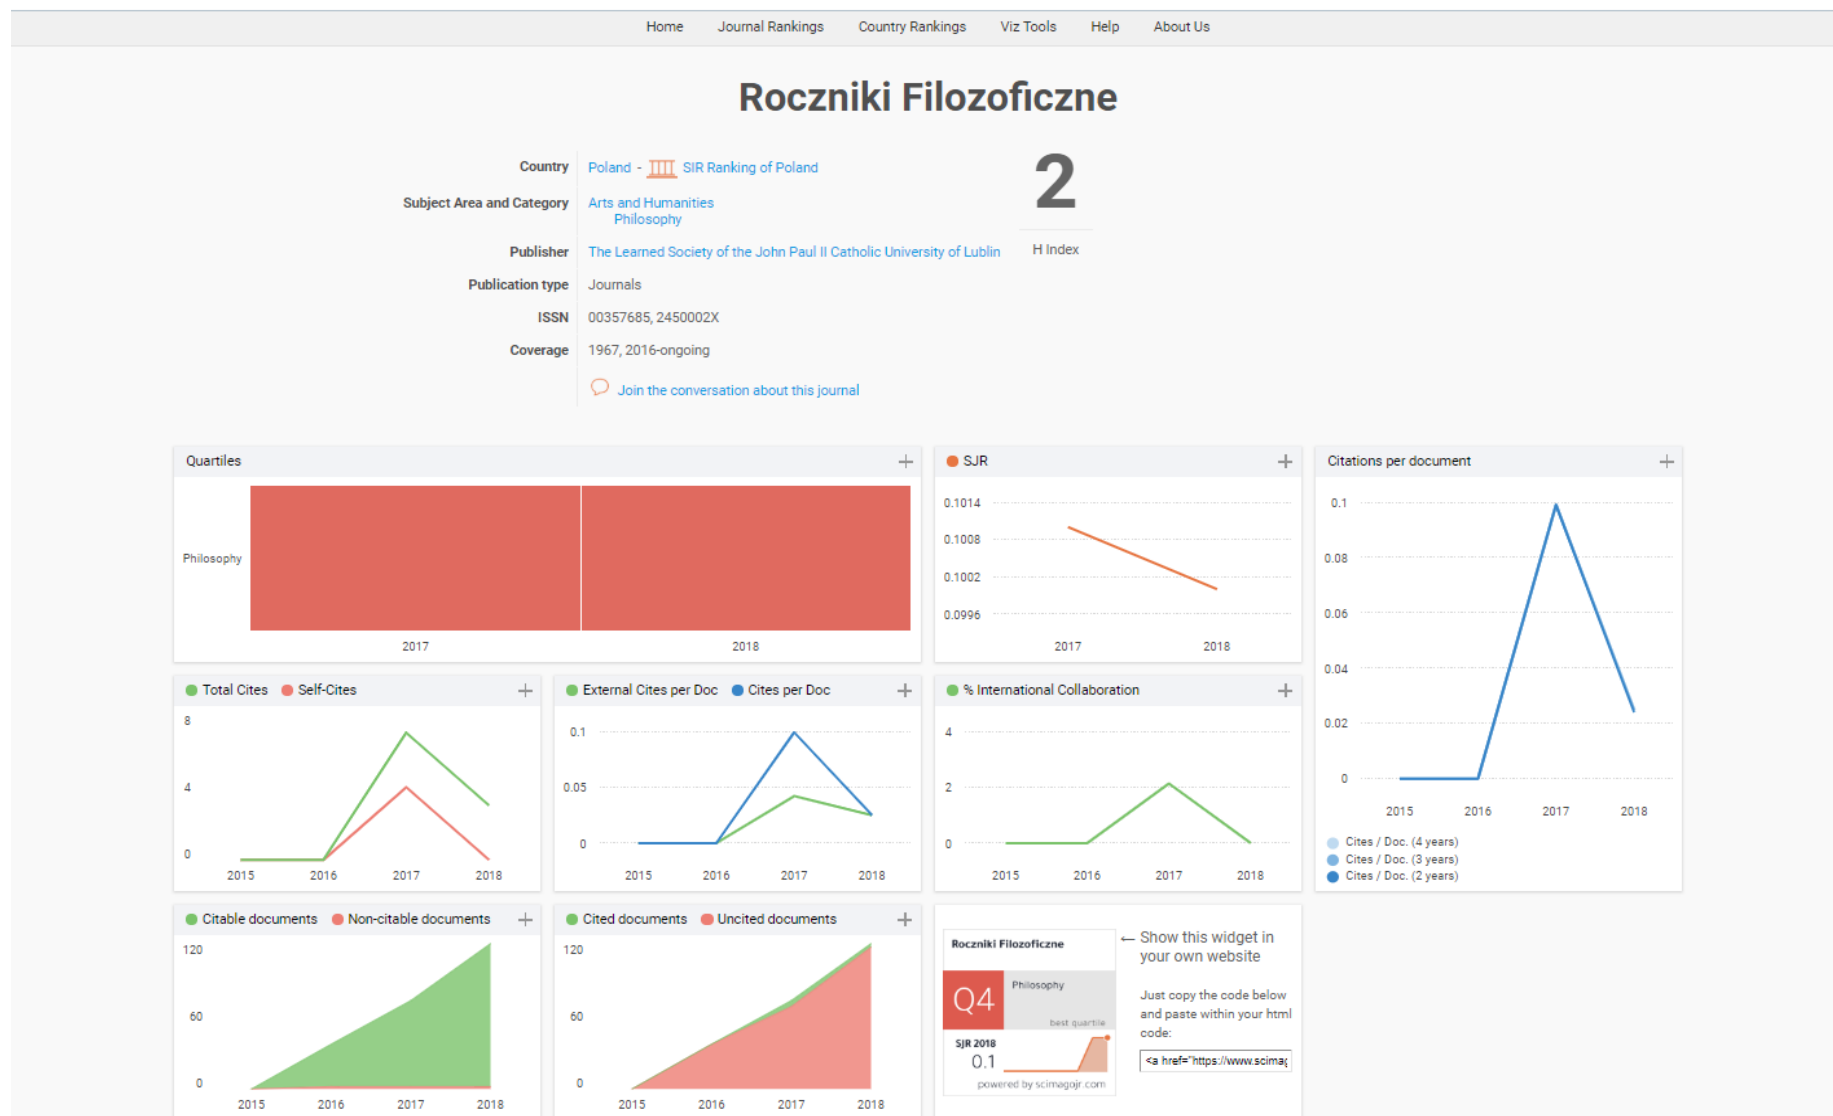 Home Journal Rankings Country Rankings Viz Tools Help About Us
Roczniki Filozoficzne
Country Poland - SIR Ranking of Poland
Subject Area and Category Arts and Humanities
Philosophy
Publisher The Learned Society of the John Paul II Catholic University of Lublin
Publication type Journals
ISSN 00357685, 2450002X
Coverage 1967, 2016-ongoing
Join the conversation about this journal
2
H Index
Quartiles
Philosophy
2017 2018
SJR
0.1014
0.1008
0.1002
0.0996
2017 2018
Citations per document
0.1
0.08
0.06
0.04
0.02
0
2015 2016 2017 2018
Cites / Doc. (4 years)
Cites / Doc. (3 years)
Cites / Doc. (2 years)
Total Cites Self-Cites
8
4
0
2015 2016 2017 2018
External Cites per Doc Cites per Doc
0.1
0.05
0
2015 2016 2017 2018
% International Collaboration
4
2
0
2015 2016 2017 2018
Citable documents Non-citable documents
120
60
0
2015 2016 2017 2018
Cited documents Uncited documents
120
60
0
2015 2016 2017 2018
Roczniki Filozoficzne
Q4 Philosophy
best quartile
SJR 2018
0.1
powered by scimagojr.com
← Show this widget in
your own website
Just copy the code below
and paste within your html
code:
<a href="https://www.scimag